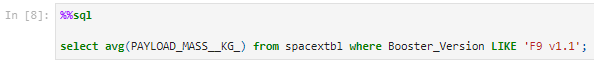 In [8]: %%sql
select avg(PAYLOAD_MASS__KG_) from spacextbl where Booster_Version LIKE 'F9 v1.1';